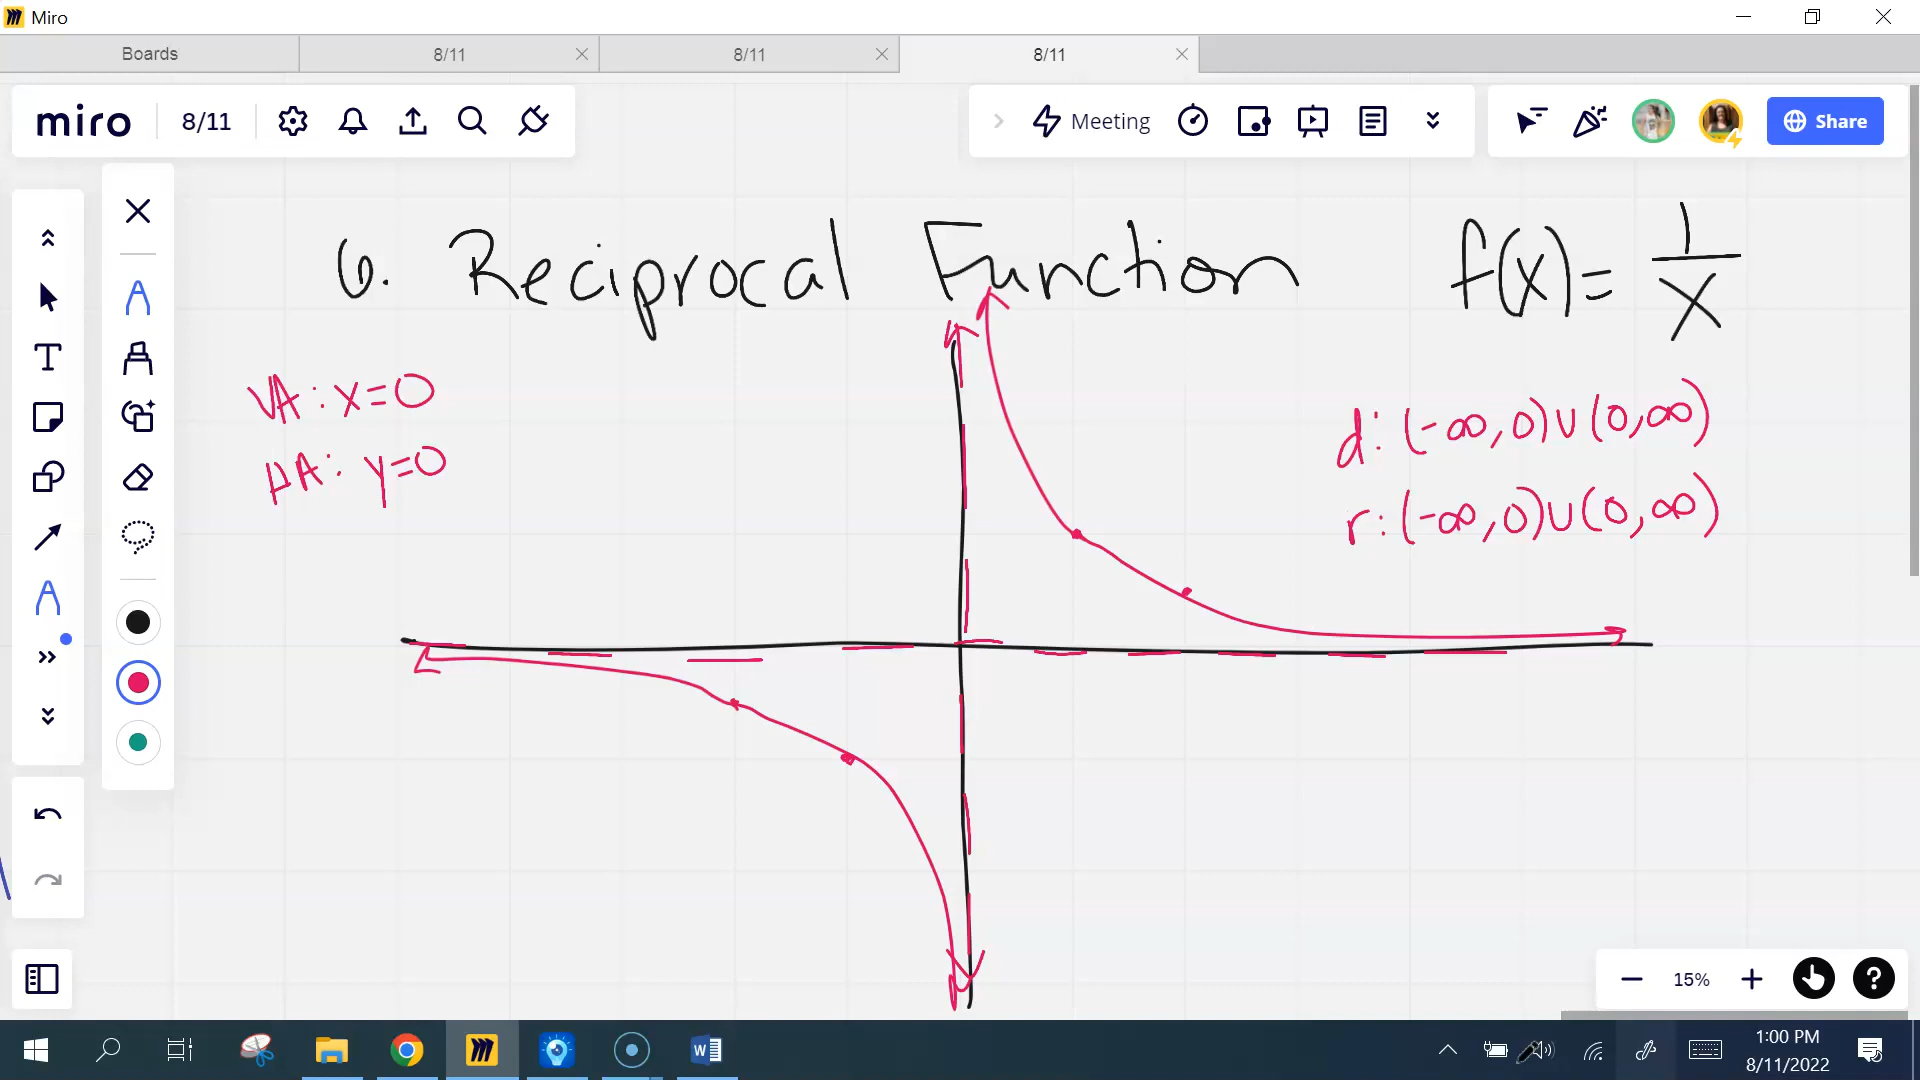 Miro
Boards 8/11 8/11 8/11
miro 8/11 Meeting Share
6. Reciprocal Function f(x)= 1/x
VA: x=0
HA: y=0
d: (-∞,0)∪(0,∞)
r: (-∞,0)∪(0,∞)
15%
1:00 PM
8/11/2022